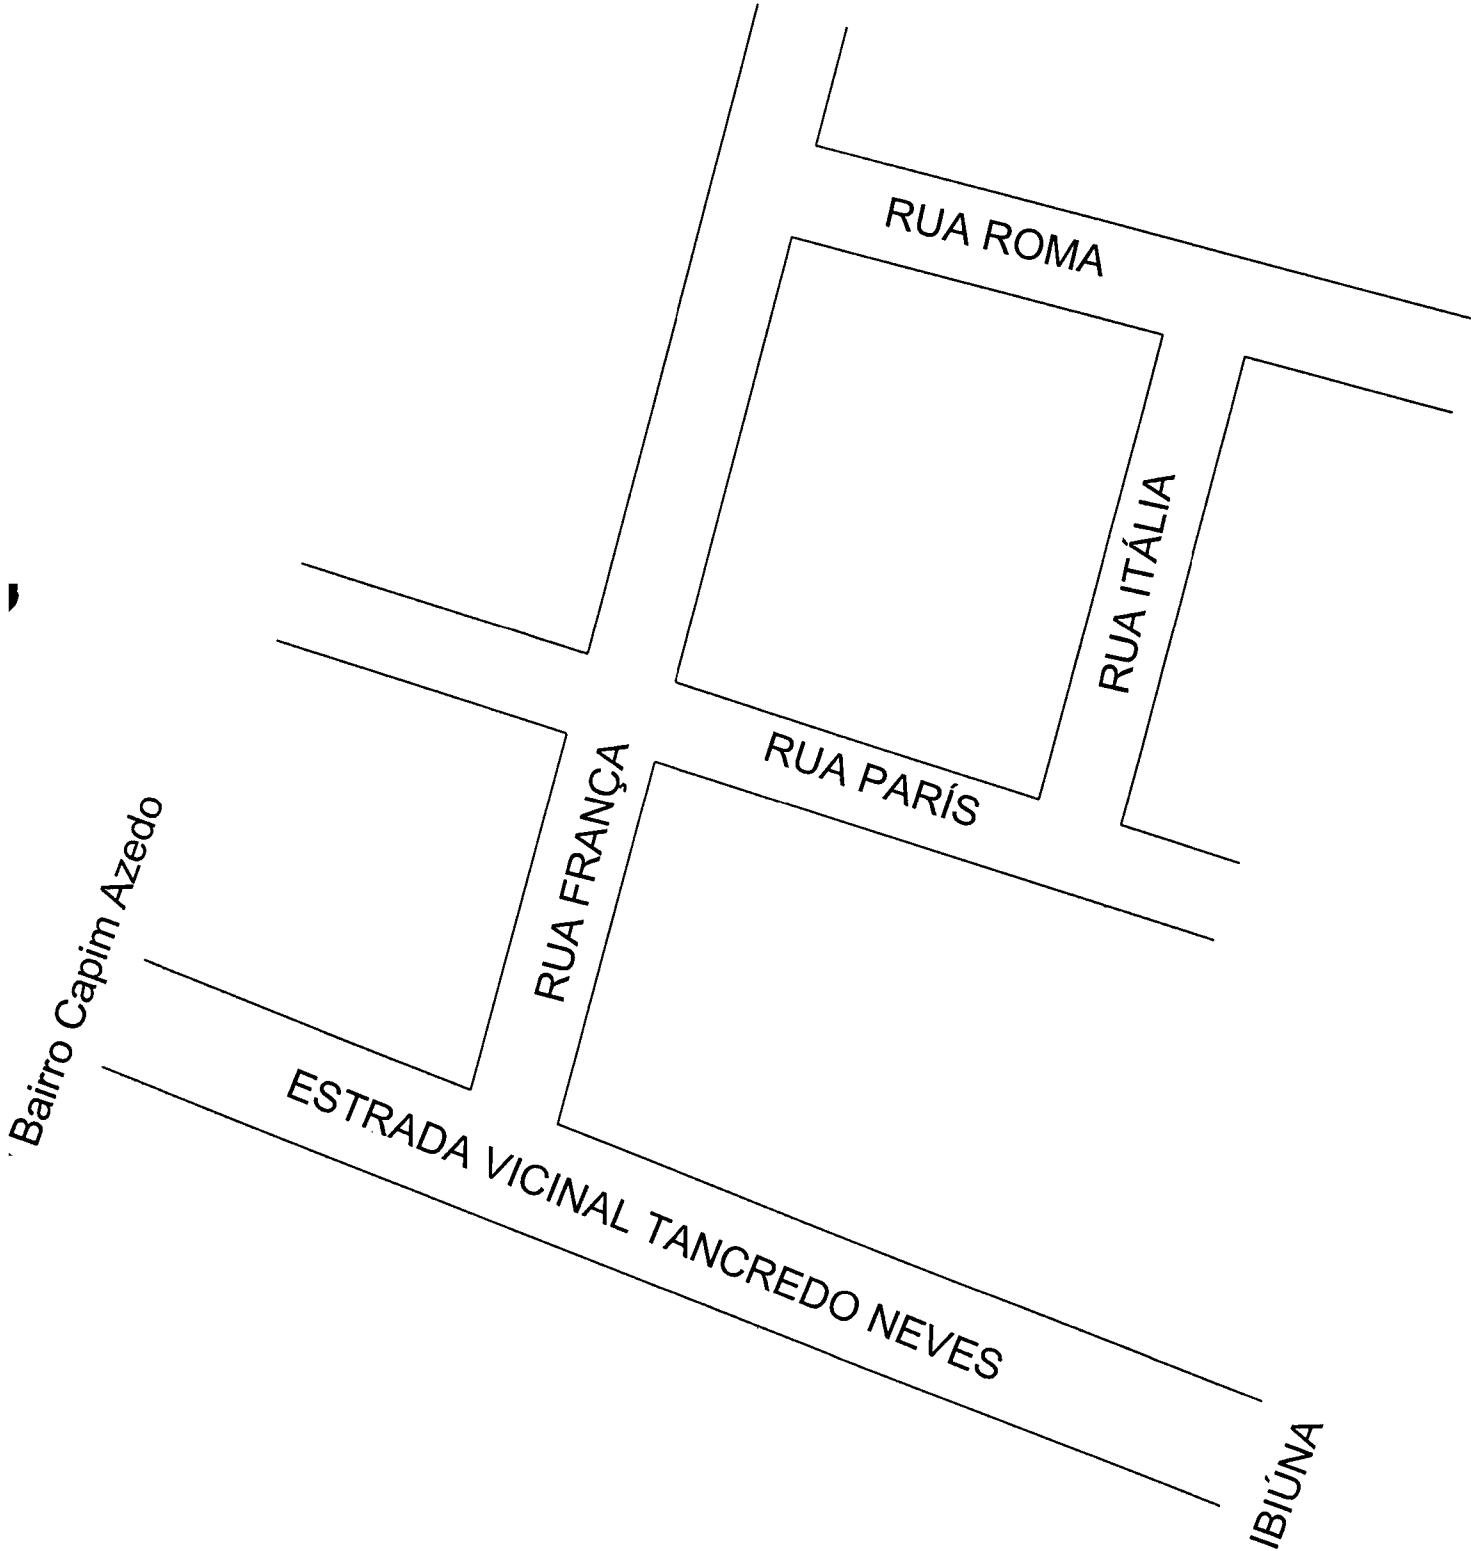 RUA ROMA
RUA ITÁLIA
RUA PARÍS
RUA FRANÇA
Bairro Capim Azedo
ESTRADA VICINAL TANCREDO NEVES
IBIÚNA